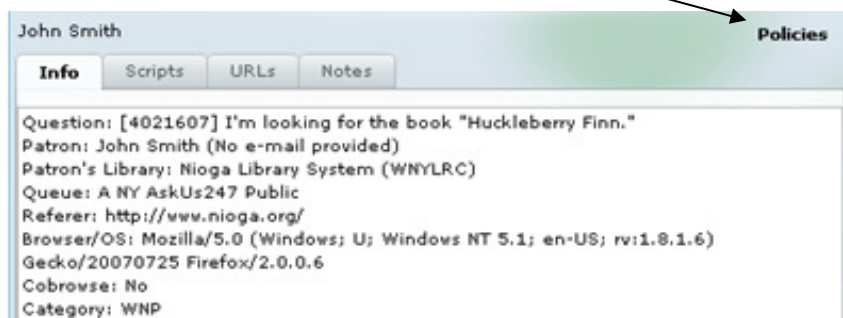 John Smith
Policies
Info Scripts URLs Notes
Question: [4021607] I'm looking for the book "Huckleberry Finn."
Patron: John Smith (No e-mail provided)
Patron's Library: Nioga Library System (WNYLRC)
Queue: A NY AskUs247 Public
Referer: http://www.nioga.org/
Browser/OS: Mozilla/5.0 (Windows; U; Windows NT 5.1; en-US; rv:1.8.1.6)
Gecko/20070725 Firefox/2.0.0.6
Cobrowse: No
Category: WNP